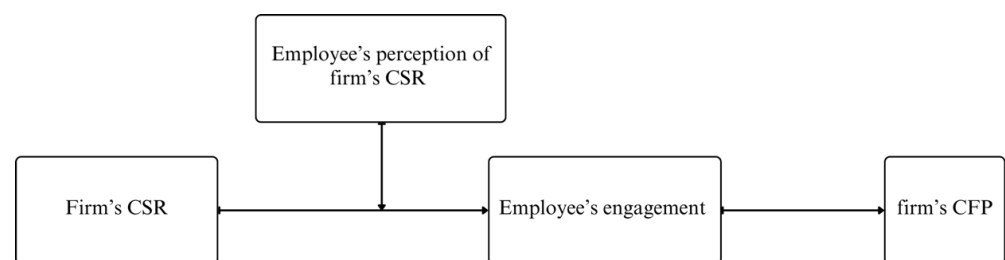 Employee’s perception of
firm’s CSR
Firm’s CSR
Employee’s engagement
firm’s CFP